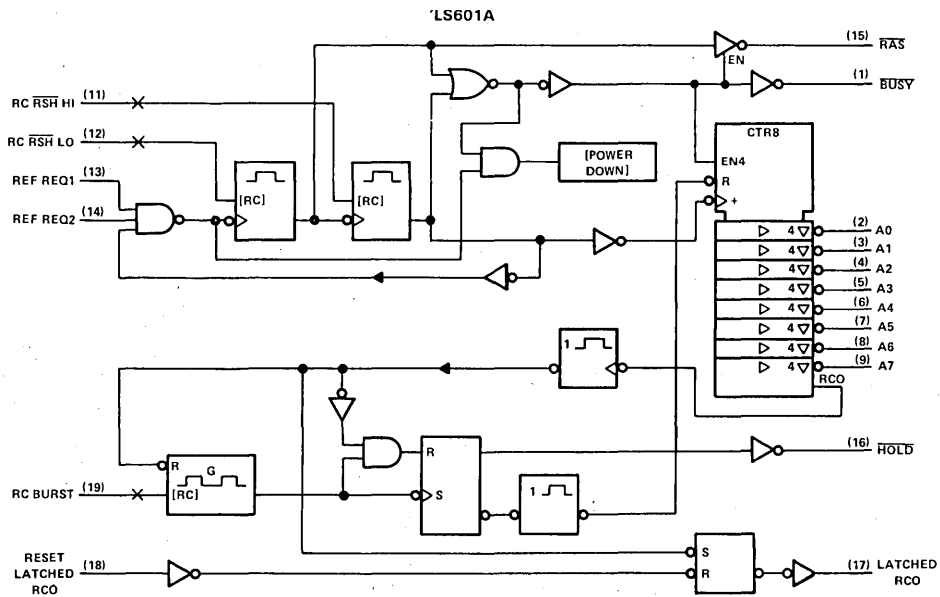 'LS601A
(15) RAS
EN
(1) BUSY
RC RSH HI (11)
RC RSH LO (12)
REF REQ1 (13)
REF REQ2 (14)
[RC]
[RC]
[POWER DOWN]
CTR8
EN4
R
+
4 (2) A0
4 (3) A1
4 (4) A2
4 (5) A3
4 (6) A4
4 (7) A5
4 (8) A6
4 (9) A7
RCO
1
R
G
RC BURST (19)
[RC]
R
S
(16) HOLD
1
RESET
LATCHED (18)
RCO
S
R
(17) LATCHED
RCO